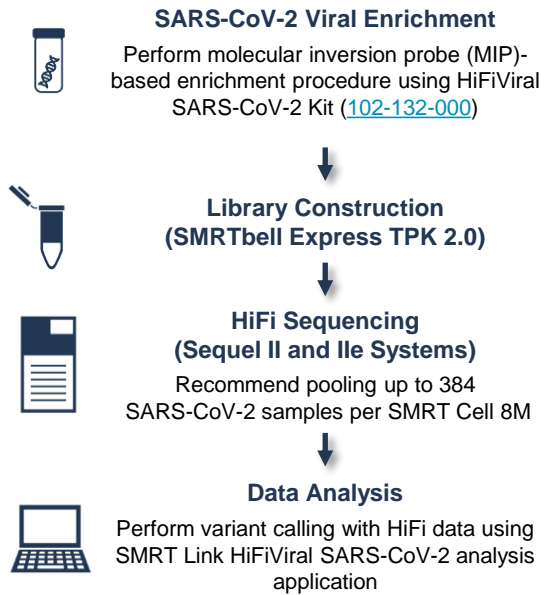 SARS-CoV-2 Viral Enrichment
Perform molecular inversion probe (MIP)-
based enrichment procedure using HiFiViral
SARS-CoV-2 Kit (102-132-000)
Library Construction
(SMRTbell Express TPK 2.0)
HiFi Sequencing
(Sequel II and IIe Systems)
Recommend pooling up to 384
SARS-CoV-2 samples per SMRT Cell 8M
Data Analysis
Perform variant calling with HiFi data using
SMRT Link HiFiViral SARS-CoV-2 analysis
application